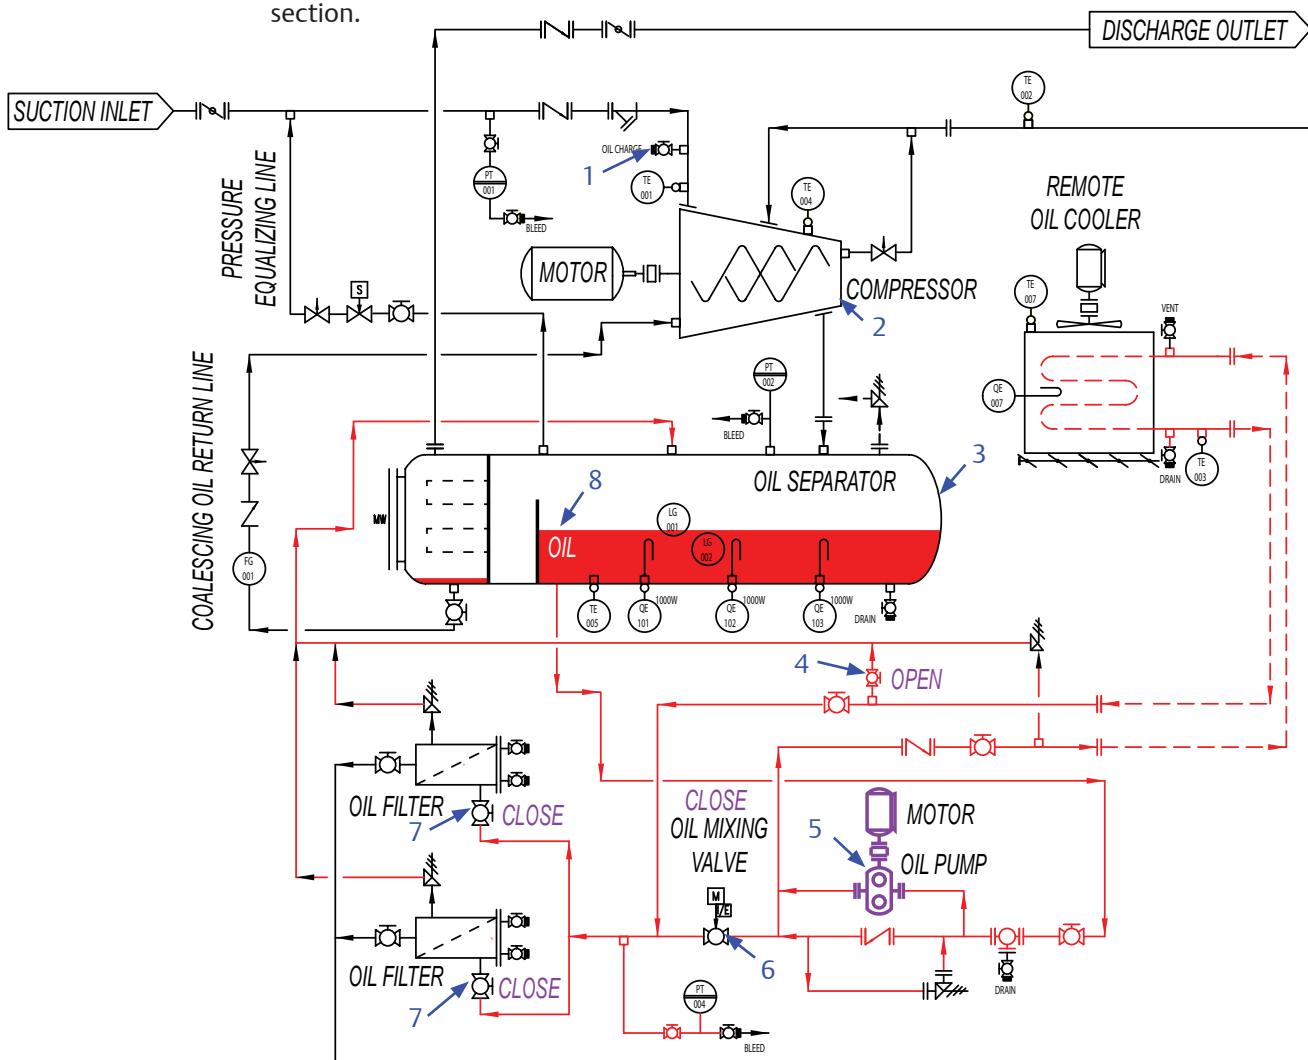 section.
DISCHARGE OUTLET
SUCTION INLET
TE
002
OIL CHARGE
1
PT
001
TE
001
TE
004
BLEED
REMOTE
OIL COOLER
PRESSURE
EQUALIZING LINE
S
MOTOR
COMPRESSOR
2
TE
007
VENT
QE
007
PT
002
BLEED
COALESCING OIL RETURN LINE
DRAIN
TE
003
OIL SEPARATOR
3
8
MW
OIL
LG
001
LG
002
FG
001
TE
005
QE
101
1000W
QE
102
1000W
QE
103
1000W
DRAIN
4
OPEN
OIL FILTER
7
CLOSE
CLOSE
OIL MIXING
VALVE
5
MOTOR
OIL PUMP
M
I/E
6
OIL FILTER
7
CLOSE
PT
004
BLEED
DRAIN